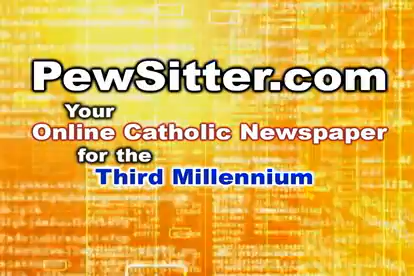 PewSitter.com
Your
Online Catholic Newspaper
for the
Third Millennium